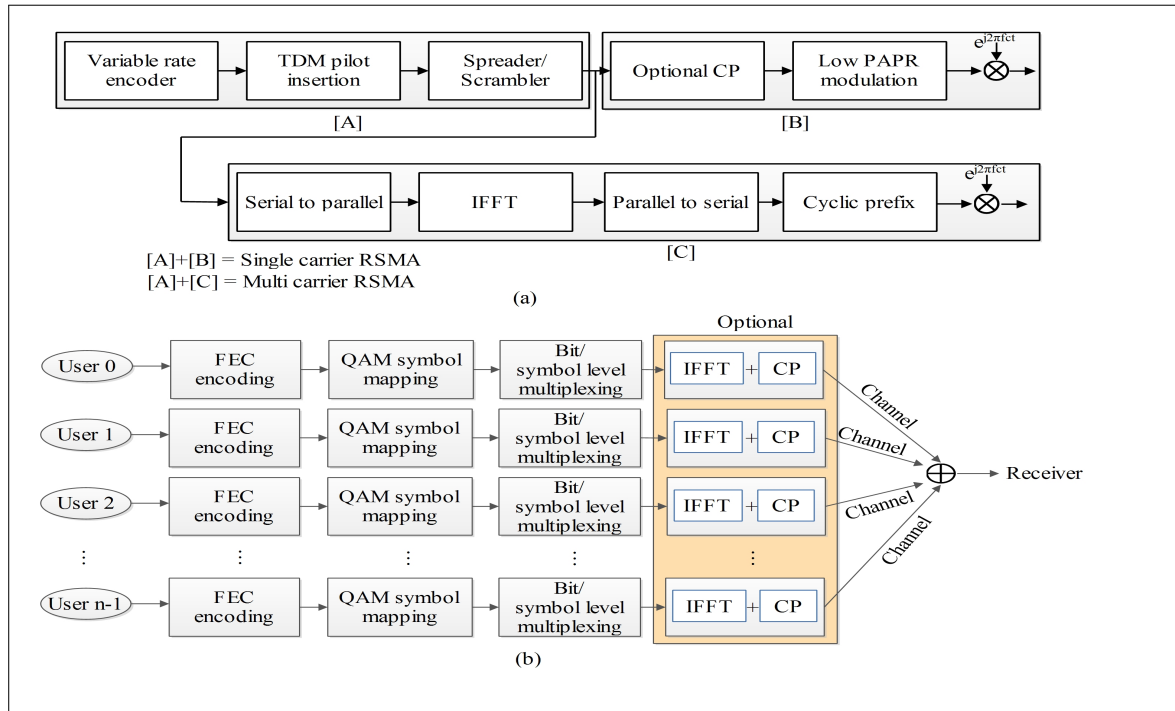 Variable rate
encoder
TDM pilot
insertion
Spreader/
Scrambler
Optional CP
Low PAPR
modulation
e^{j2πfct}
[A]
[B]
Serial to parallel
IFFT
Parallel to serial
Cyclic prefix
e^{j2πfct}
[C]
[A]+[B] = Single carrier RSMA
[A]+[C] = Multi carrier RSMA
(a)
Optional
User 0
FEC
encoding
QAM symbol
mapping
Bit/
symbol level
multiplexing
IFFT + CP
Channel
User 1
FEC
encoding
QAM symbol
mapping
Bit/
symbol level
multiplexing
IFFT + CP
Channel
Receiver
User 2
FEC
encoding
QAM symbol
mapping
Bit/
symbol level
multiplexing
IFFT + CP
Channel
⋮ ⋮ ⋮ ⋮ ⋮
User n-1
FEC
encoding
QAM symbol
mapping
Bit/
symbol level
multiplexing
IFFT + CP
Channel
(b)